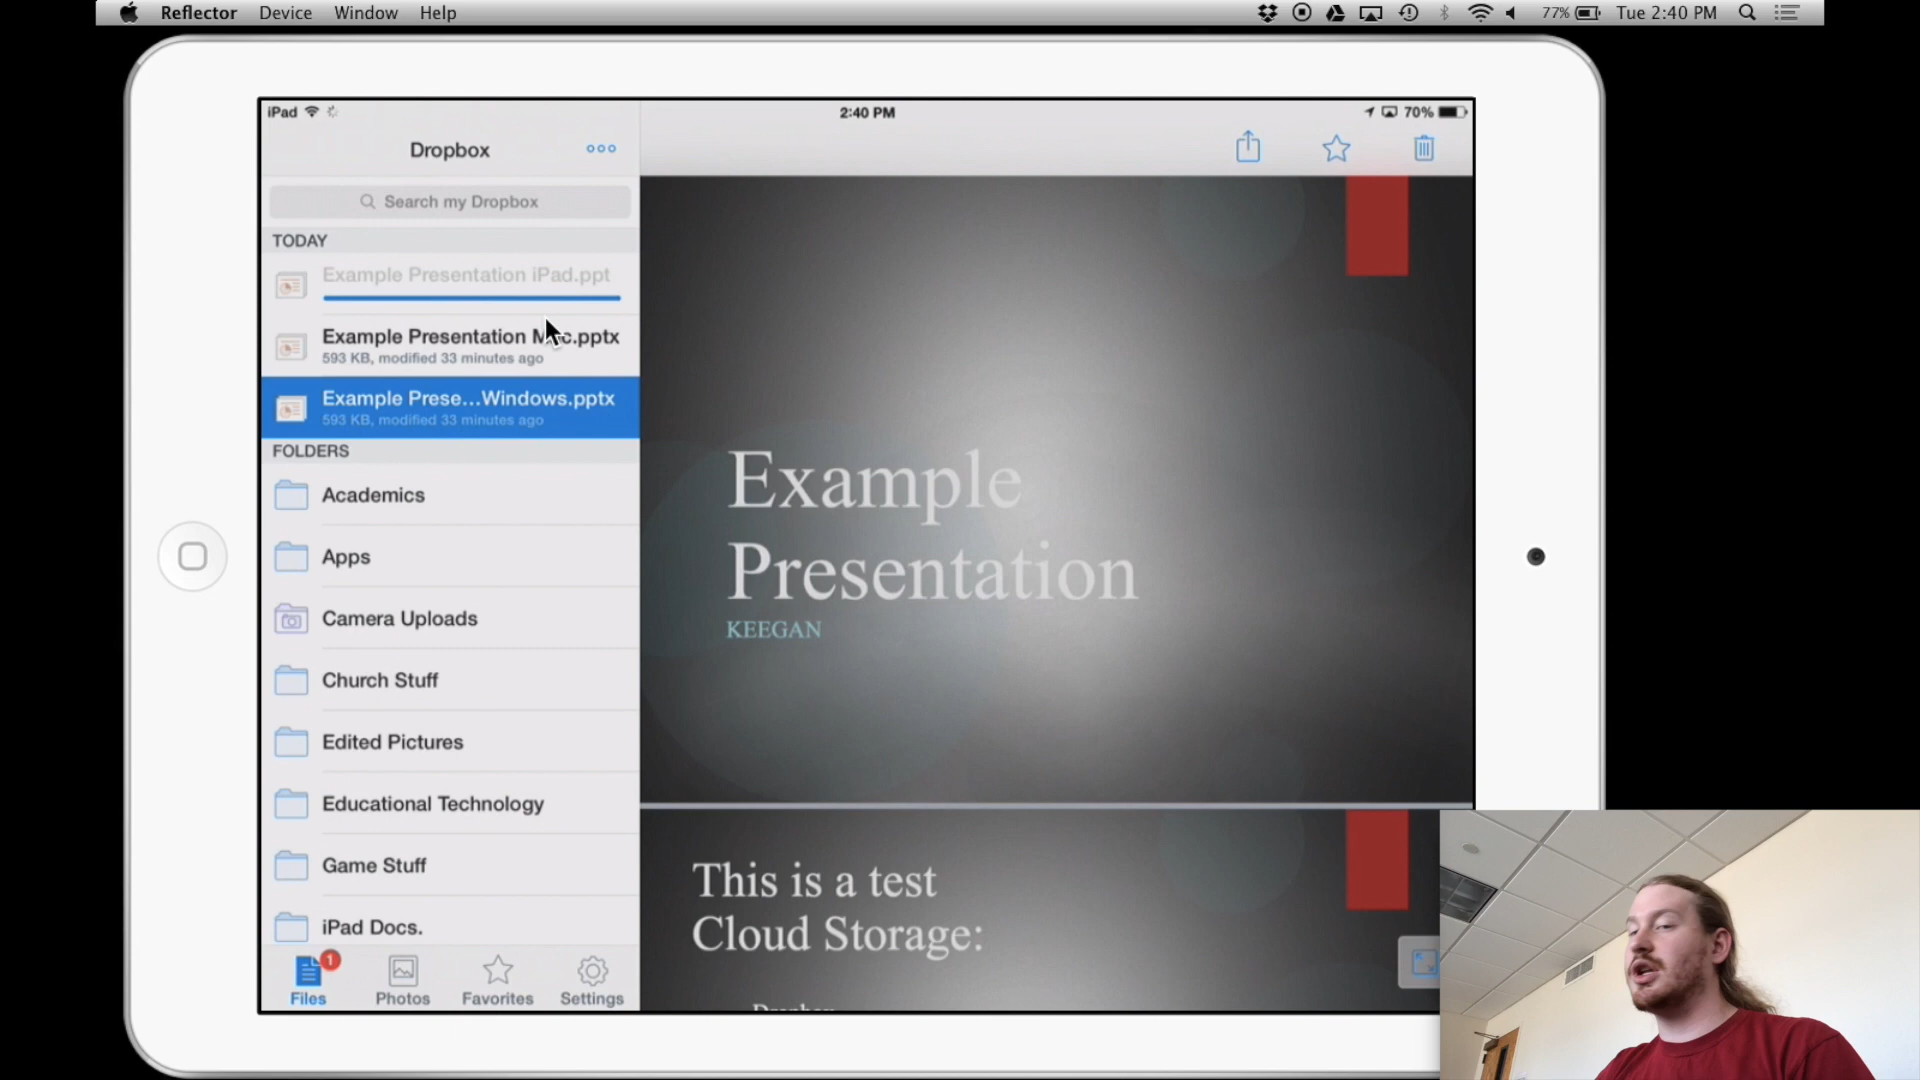 Reflector Device Window Help
77% Tue 2:40 PM
iPad 2:40 PM 70%
Dropbox
Search my Dropbox
TODAY
Example Presentation iPad.ppt
Example Presentation
593 KB, modified 33 minutes ago
Example Prese...Windows.pptx
593 KB, modified 33 minutes ago
FOLDERS
Academics
Apps
Camera Uploads
Church Stuff
Edited Pictures
Educational Technology
Game Stuff
iPad Docs.
1
Files Photos Favorites Settings
Example
Presentation
KEEGAN
This is a test
Cloud Storage: